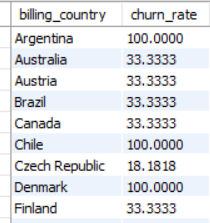 billing_country churn_rate
Argentina 100.0000
Australia 33.3333
Austria 33.3333
Brazil 33.3333
Canada 33.3333
Chile 100.0000
Czech Republic 18.1818
Denmark 100.0000
Finland 33.3333